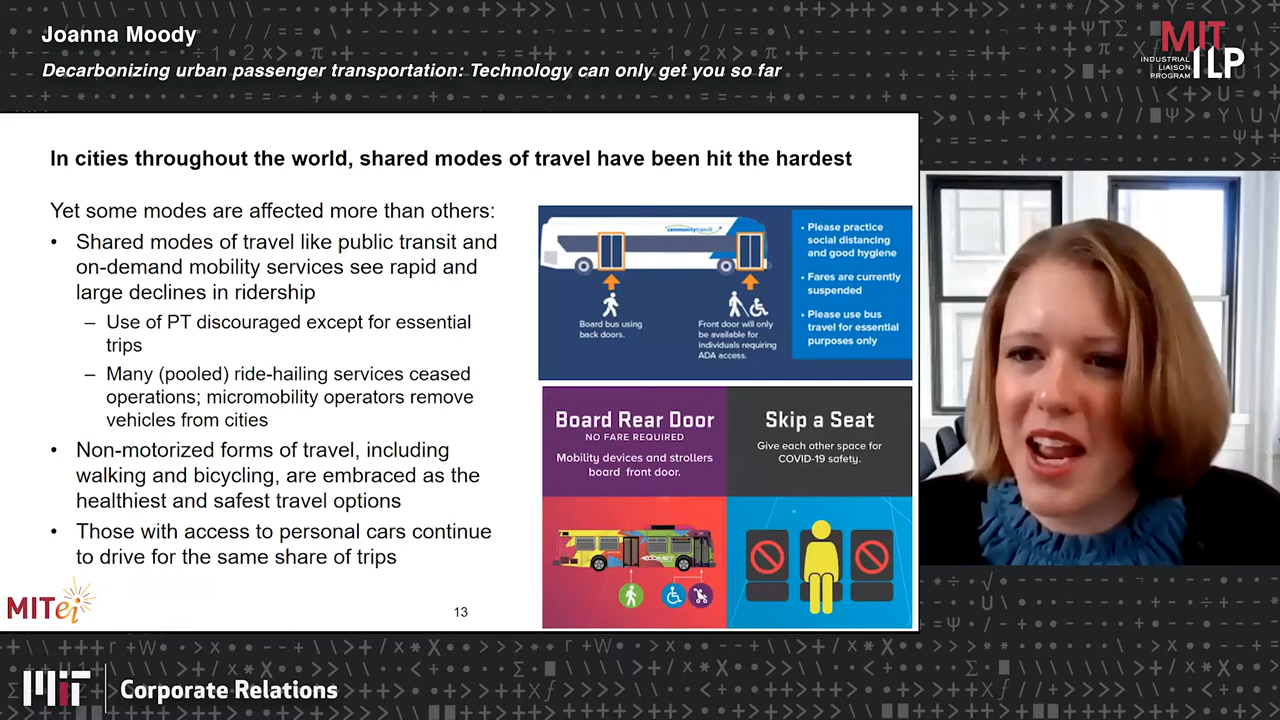 Joanna Moody
Decarbonizing urban passenger transportation: Technology can only get you so far
MIT
INDUSTRIAL
LIAISON
PROGRAM
ILP
In cities throughout the world, shared modes of travel have been hit the hardest
Yet some modes are affected more than others:
• Shared modes of travel like public transit and
on-demand mobility services see rapid and
large declines in ridership
– Use of PT discouraged except for essential
trips
– Many (pooled) ride-hailing services ceased
operations; micromobility operators remove
vehicles from cities
• Non-motorized forms of travel, including
walking and bicycling, are embraced as the
healthiest and safest travel options
• Those with access to personal cars continue
to drive for the same share of trips
communitytransit
Board bus using
back doors.
Front door will only
be available for
individuals requiring
ADA access.
• Please practice
social distancing
and good hygiene
• Fares are currently
suspended
• Please use bus
travel for essential
purposes only
Board Rear Door
NO FARE REQUIRED
Mobility devices and strollers
board front door.
Skip a Seat
Give each other space for
COVID-19 safety.
MITei
13
MIT
Corporate Relations